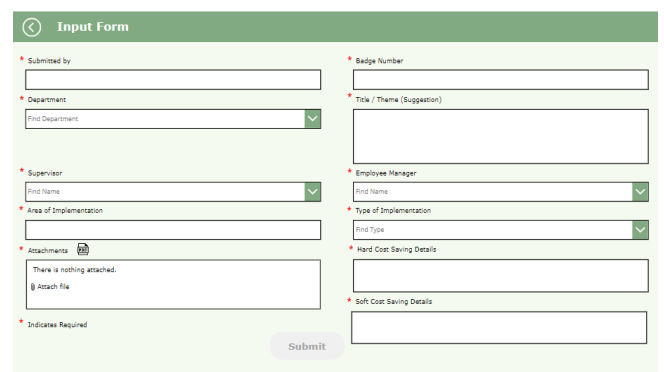 Input Form
* Submitted by
* Badge Number
* Department
Find Department
* Title / Theme (Suggestion)
* Supervisor
Find Name
* Employee Manager
Find Name
* Area of Implementation
* Type of Implementation
Find Type
* Attachments
There is nothing attached.
Attach file
* Hard Cost Saving Details
* Soft Cost Saving Details
* Indicates Required
Submit